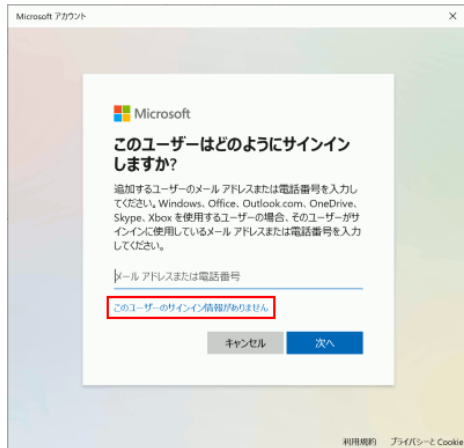 Microsoft アカウント
Microsoft
このユーザーはどのようにサインイン
しますか?
追加するユーザーのメール アドレスまたは電話番号を入力し
てください。Windows、Office、Outlook.com、OneDrive、
Skype、Xbox を使用するユーザーの場合、そのユーザーがサ
インインに使用しているメール アドレスまたは電話番号を入力
してください。
メール アドレスまたは電話番号
このユーザーのサインイン情報がありません
キャンセル 次へ
利用規約 プライバシーと Cookie